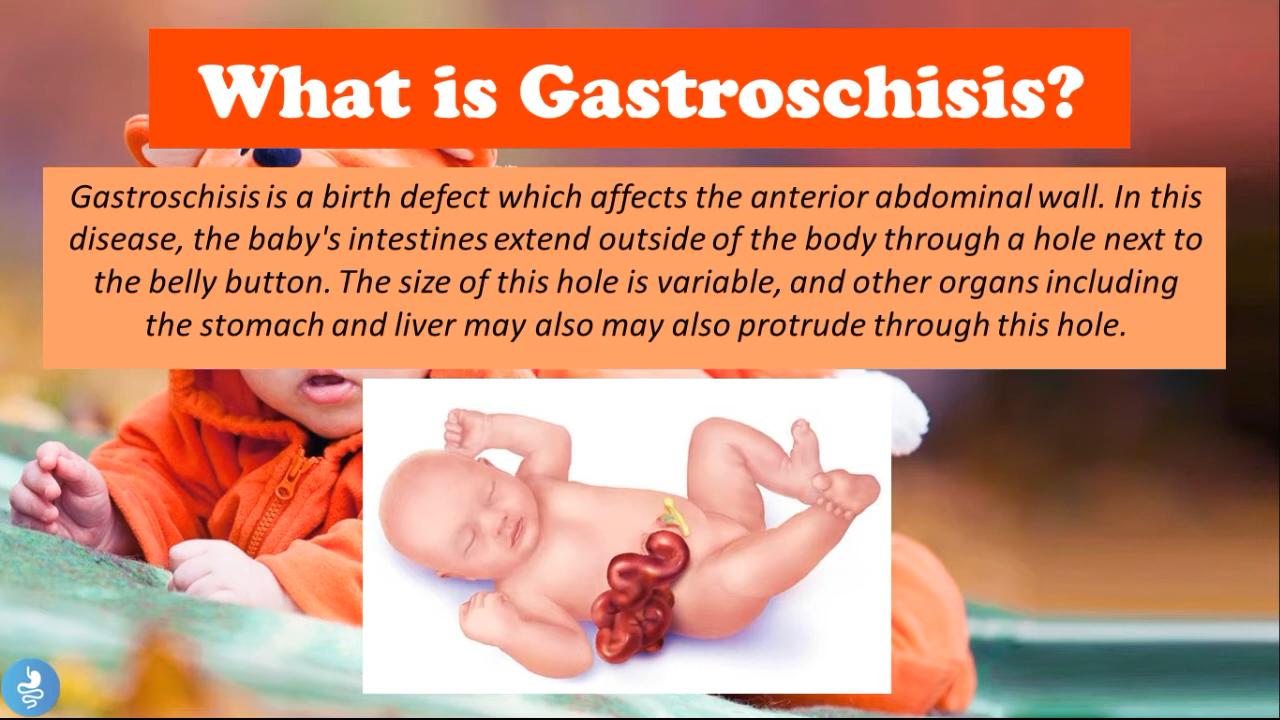 What is Gastroschisis?
Gastroschisis is a birth defect which affects the anterior abdominal wall. In this
disease, the baby's intestines extend outside of the body through a hole next to
the belly button. The size of this hole is variable, and other organs including
the stomach and liver may also may also protrude through this hole.